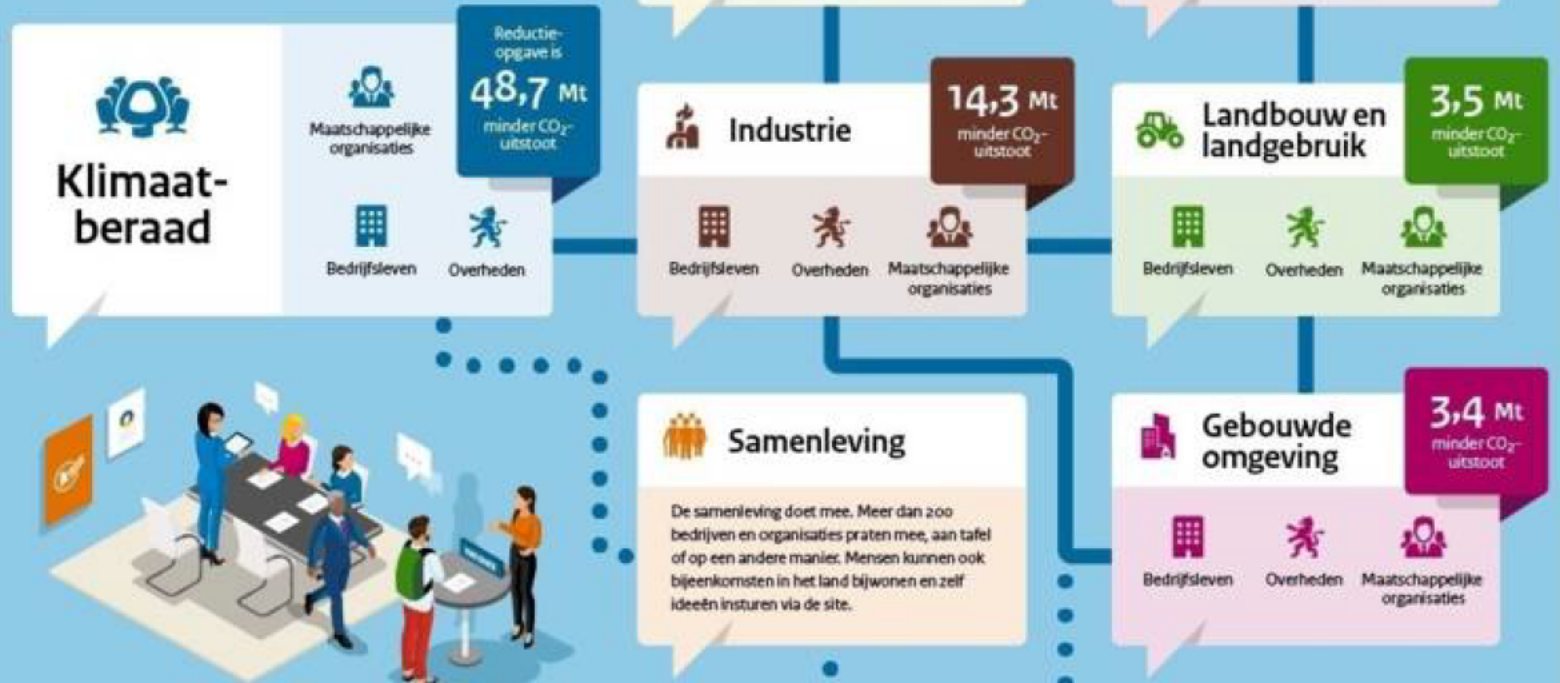 Klimaat-
beraad
Maatschappelijke
organisaties
Bedrijfsleven
Overheden
Reductie-
opgave is
48,7 Mt
minder CO₂-
uitstoot
Industrie
14,3 Mt
minder CO₂-
uitstoot
Bedrijfsleven
Overheden
Maatschappelijke
organisaties
Landbouw en
landgebruik
3,5 Mt
minder CO₂-
uitstoot
Bedrijfsleven
Overheden
Maatschappelijke
organisaties
Samenleving
De samenleving doet mee. Meer dan 200
bedrijven en organisaties praten mee, aan tafel
of op een andere manier. Mensen kunnen ook
bijeenkomsten in het land bijwonen en zelf
ideeën insturen via de site.
Gebouwde
omgeving
3,4 Mt
minder CO₂-
uitstoot
Bedrijfsleven
Overheden
Maatschappelijke
organisaties